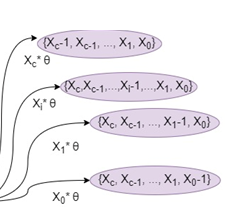 {Xc-1, Xc-1, ..., X1, X0}
Xc* θ
{Xc,Xc-1,...,Xi-1,...,X1, X0}
Xi* θ
{Xc, Xc-1, ..., X1-1, X0}
X1* θ
{Xc, Xc-1, ..., X1, X0-1}
X0* θ